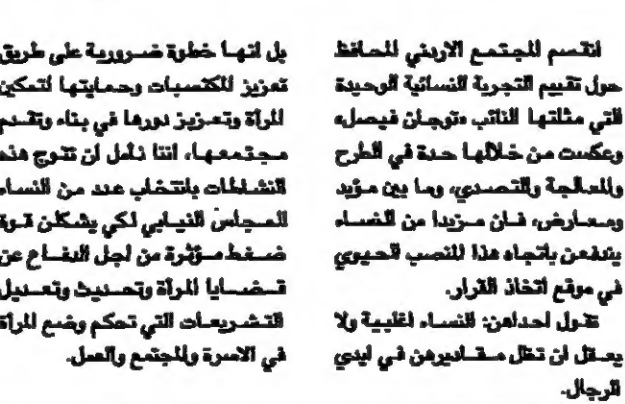 انقسم المجتمع الاردني المحافظ
حول تقييم التجربة النسائية الوحيدة
التي مثلتها النائب «توجان فيصل»
وعكست من خلالها حدة في الطرح
والمعالجة والتصدي، وما بين مؤيد
ومعارض، فان مزيدا من النساء
يندفعن باتجاه هذا المنصب الحيوي
في موقع اتخاذ القرار.
تقول احداهن: النساء اغلبية ولا
يعقل ان تظل مقاديرهن في ايدي
الرجال.
بل انها خطوة ضرورية على طريق
تعزيز المكتسبات وحمايتها لتمكين
المرأة وتعزيز دورها في بناء وتقدم
مجتمعها، اننا نأمل ان تتوج هذه
النشاطات بانتخاب عدد من النساء
للمجلس النيابي لكي يشكلن قوة
ضغط مؤثرة من اجل الدفاع عن
قضايا المرأة وتحديث وتعديل
التشريعات التي تحكم وضع المرأة
في الاسرة والمجتمع والعمل.